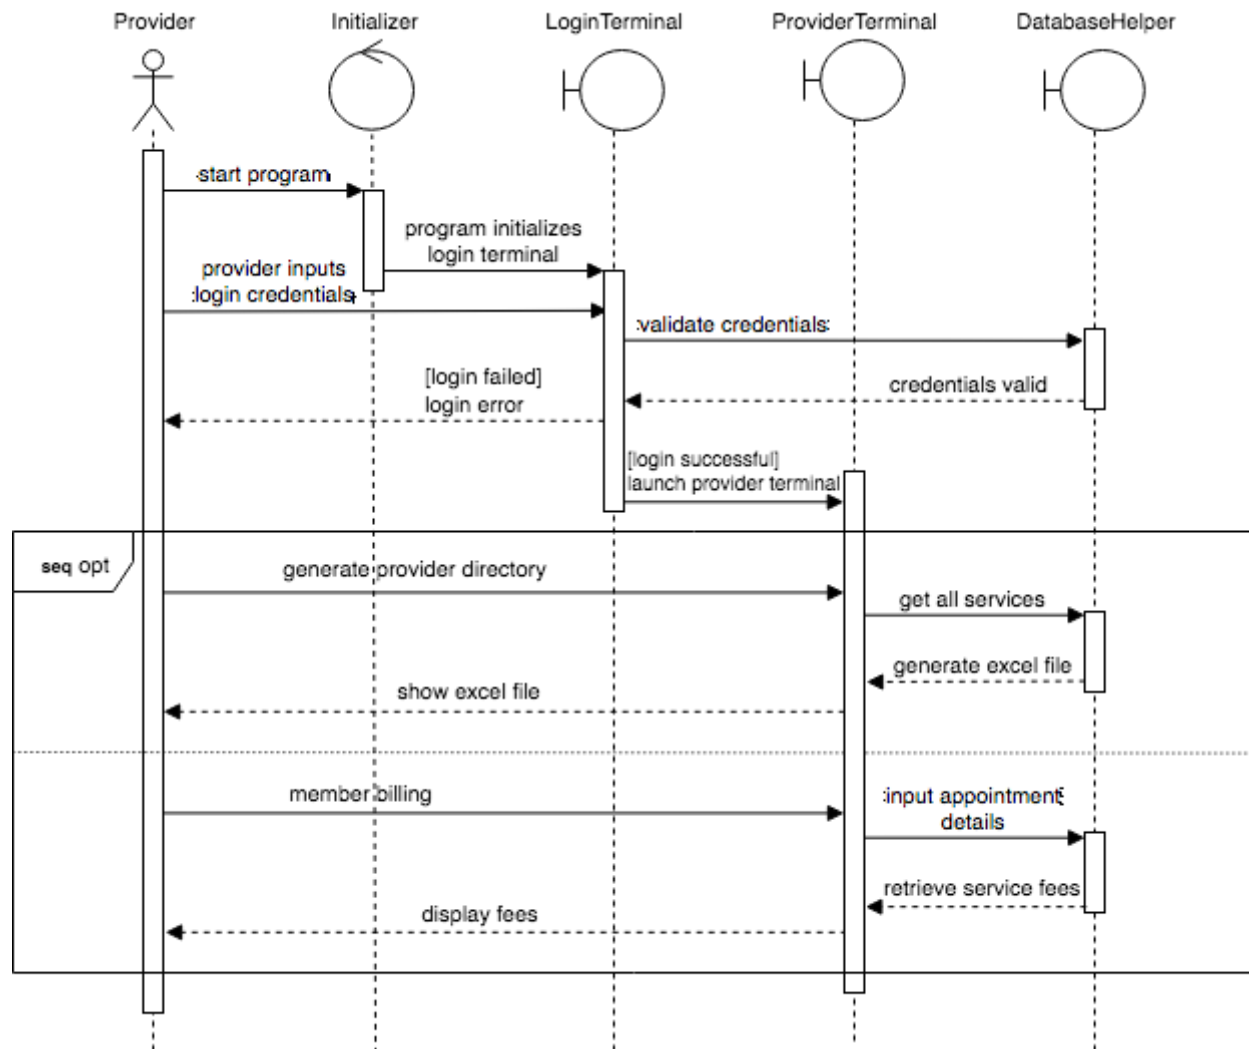 Provider
Initializer
LoginTerminal
ProviderTerminal
DatabaseHelper
start program
program initializes
login terminal
provider inputs
login credentials
validate credentials
[login failed]
login error
credentials valid
[login successful]
launch provider terminal
seq opt
generate provider directory
get all services
generate excel file
show excel file
member billing
input appointment
details
retrieve service fees
display fees